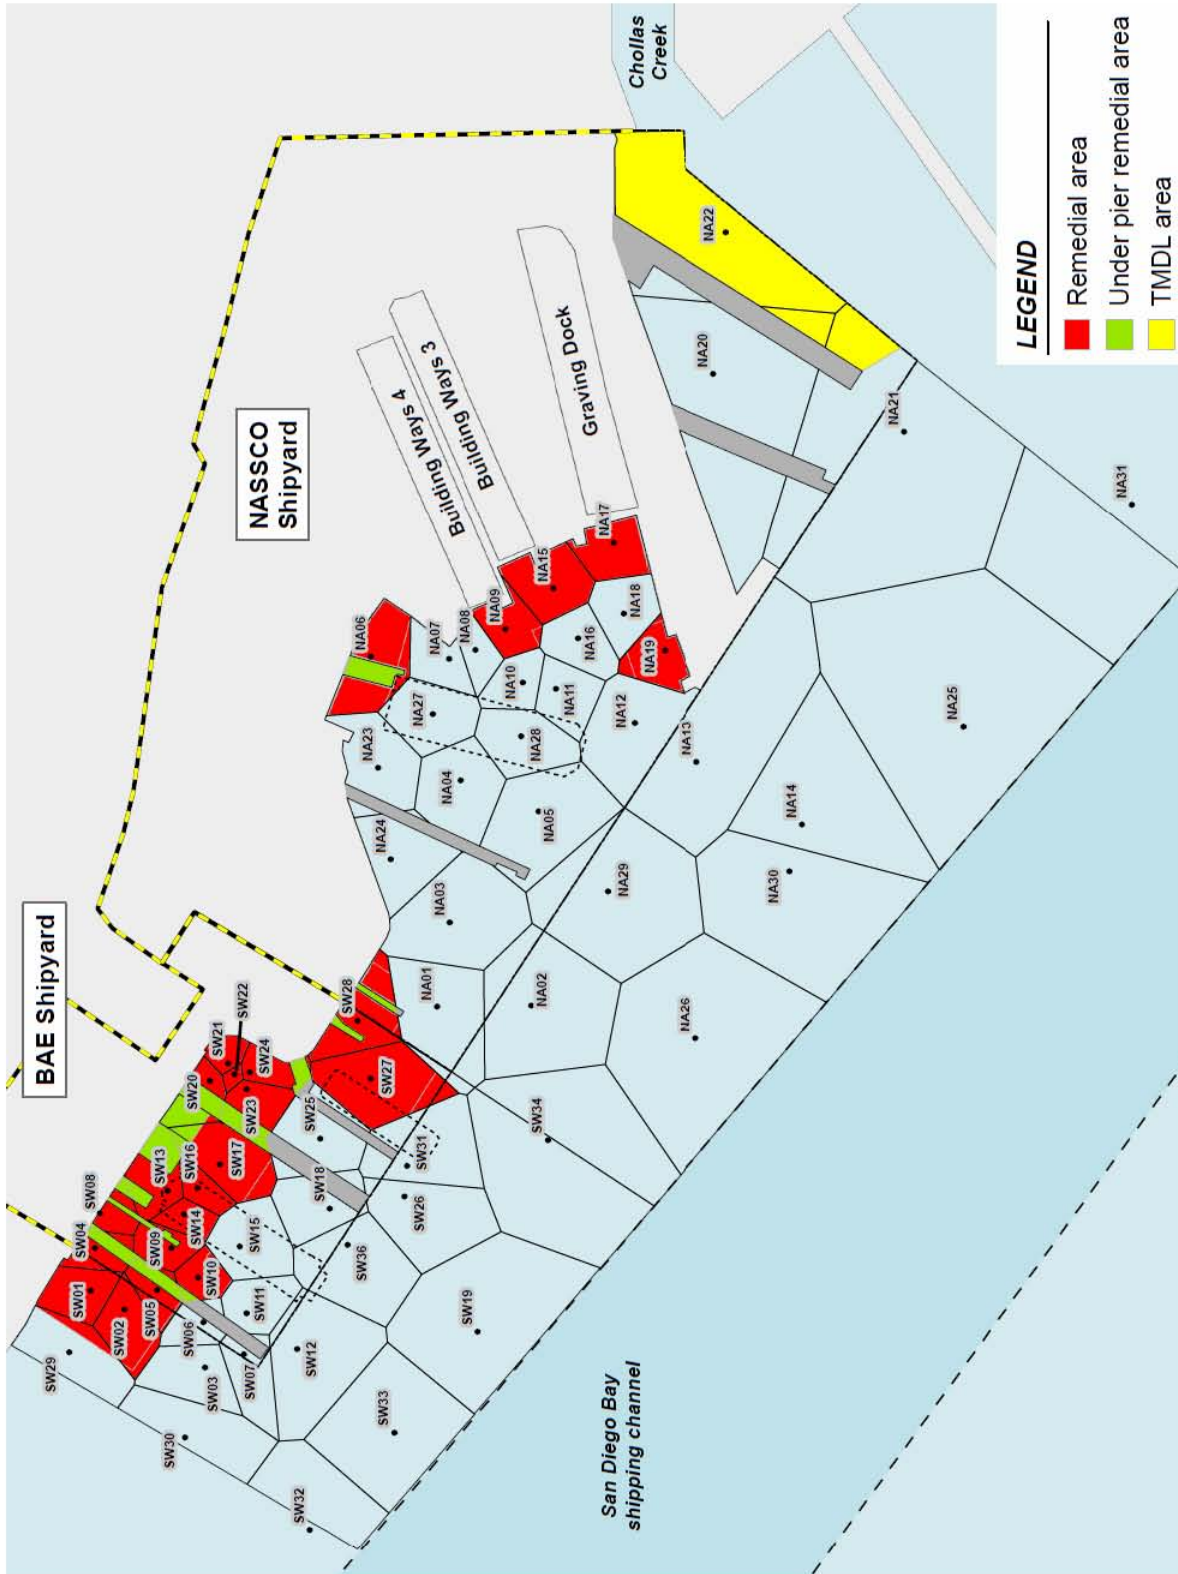 BAE Shipyard
NASSCO
Shipyard
Building Ways 4
Building Ways 3
Graving Dock
Chollas
Creek
San Diego Bay
shipping channel
SW29
SW01
SW04
SW08
SW02
SW05
SW09
SW13
SW16
SW20
SW21
SW22
SW24
SW23
SW17
SW14
SW10
SW06
SW03
SW07
SW11
SW15
SW18
SW25
SW28
SW27
SW30
SW12
SW36
SW26
SW31
SW32
SW33
SW19
SW34
NA01
NA02
NA03
NA24
NA23
NA04
NA05
NA27
NA28
NA06
NA07
NA08
NA09
NA10
NA11
NA12
NA13
NA15
NA16
NA17
NA18
NA19
NA20
NA22
NA21
NA31
NA29
NA26
NA30
NA14
NA25
LEGEND
Remedial area
Under pier remedial area
TMDL area